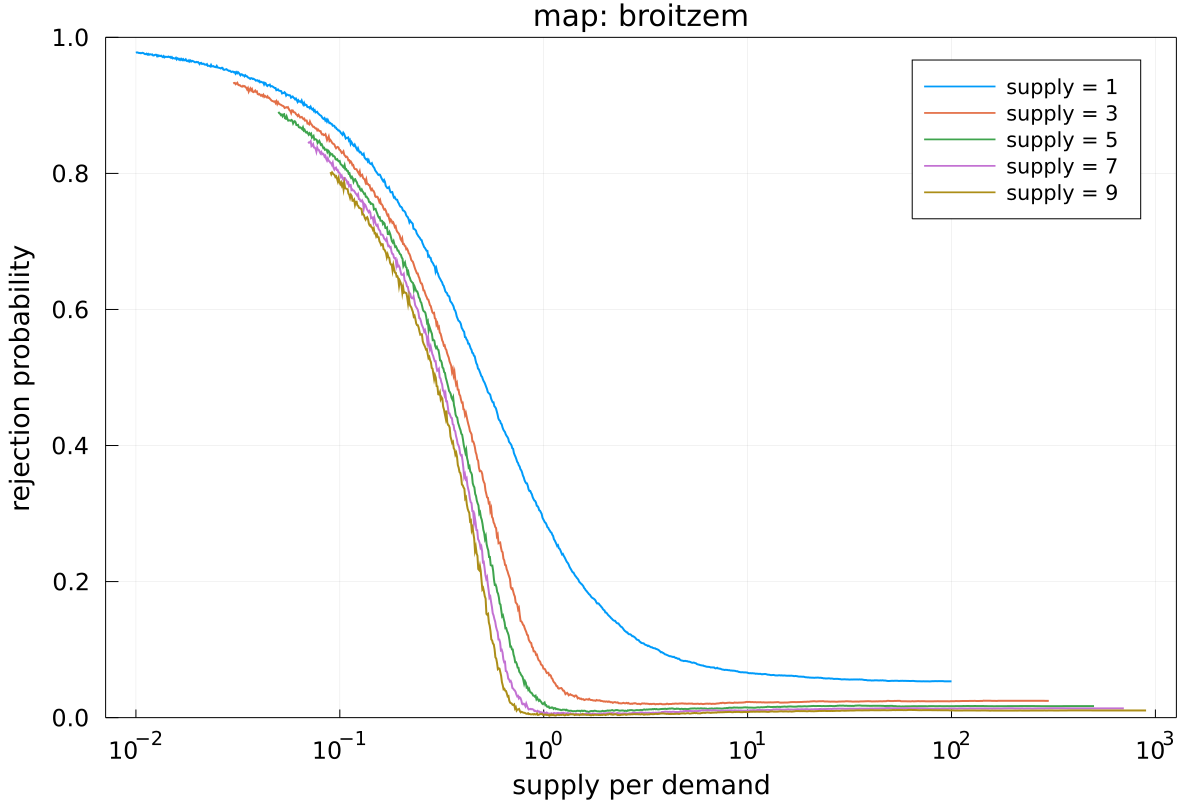 map: broitzem
rejection probability
1.0
0.8
0.6
0.4
0.2
0.0
supply = 1
supply = 3
supply = 5
supply = 7
supply = 9
10⁻² 10⁻¹ 10⁰ 10¹ 10² 10³
supply per demand